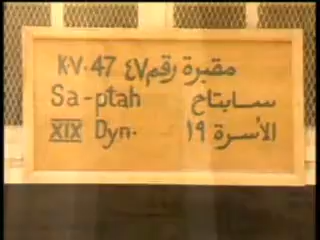 K.V. 47 مقبرة رقم ٤٧
Sa-ptah سابتاح
XIX Dyn. الأسرة ١٩